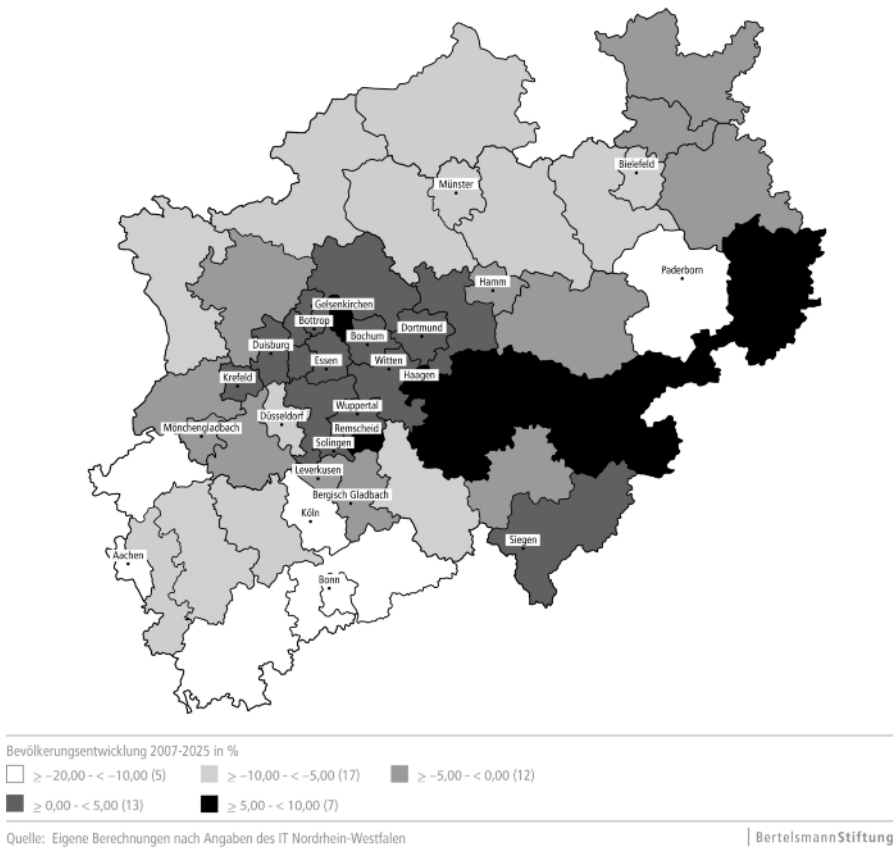 Bielefeld
Münster
Paderborn
Hamm
Gelsenkirchen
Bottrop
Dortmund
Bochum
Duisburg
Essen
Witten
Haagen
Krefeld
Wuppertal
Düsseldorf
Mönchengladbach
Remscheid
Solingen
Leverkusen
Bergisch Gladbach
Köln
Siegen
Aachen
Bonn
Bevölkerungsentwicklung 2007-2025 in %
≥ –20,00 - < –10,00 (5) ≥ –10,00 - < –5,00 (17) ≥ –5,00 - < 0,00 (12)
≥ 0,00 - < 5,00 (13) ≥ 5,00 - < 10,00 (7)
Quelle: Eigene Berechnungen nach Angaben des IT Nordrhein-Westfalen
BertelsmannStiftung